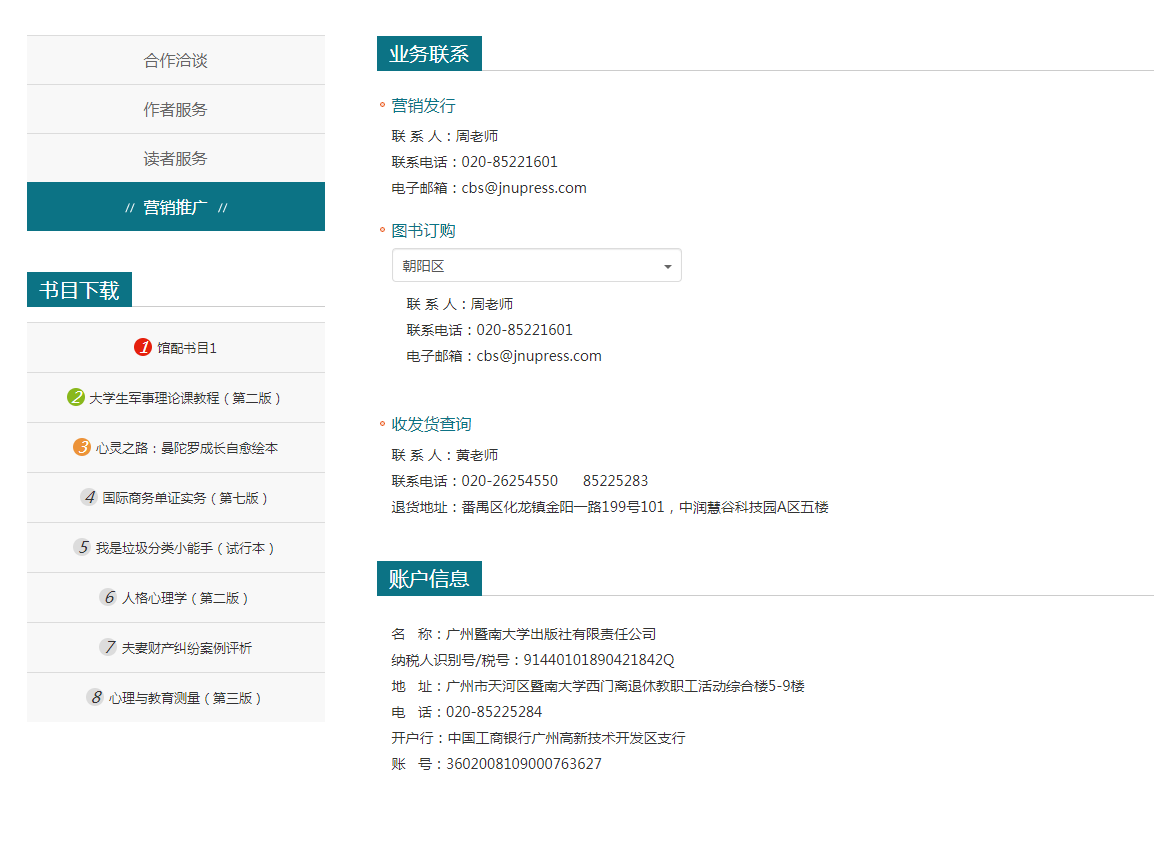 合作洽谈
作者服务
读者服务
// 营销推广 //
书目下载
1 馆配书目1
2 大学生军事理论课教程（第二版）
3 心灵之路：曼陀罗成长自愈绘本
4 国际商务单证实务（第七版）
5 我是垃圾分类小能手（试行本）
6 人格心理学（第二版）
7 夫妻财产纠纷案例评析
8 心理与教育测量（第三版）
业务联系
营销发行
联 系 人：周老师
联系电话：020-85221601
电子邮箱：cbs@jnupress.com
图书订购
朝阳区
联 系 人：周老师
联系电话：020-85221601
电子邮箱：cbs@jnupress.com
收发货查询
联 系 人：黄老师
联系电话：020-26254550 85225283
退货地址：番禺区化龙镇金阳一路199号101，中润慧谷科技园A区五楼
账户信息
名 称：广州暨南大学出版社有限责任公司
纳税人识别号/税号：91440101890421842Q
地 址：广州市天河区暨南大学西门离退休教职工活动综合楼5-9楼
电 话：020-85225284
开户行：中国工商银行广州高新技术开发区支行
账 号：3602008109000763627